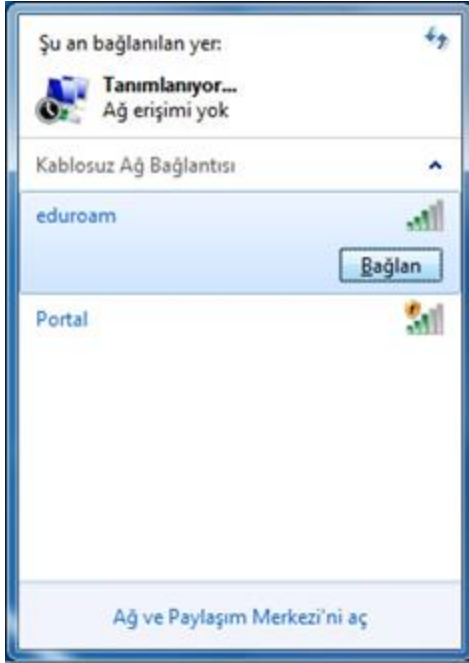 Şu an bağlanılan yer:
Tanımlanıyor...
Ağ erişimi yok
Kablosuz Ağ Bağlantısı
eduroam
Bağlan
Portal
Ağ ve Paylaşım Merkezi'ni aç